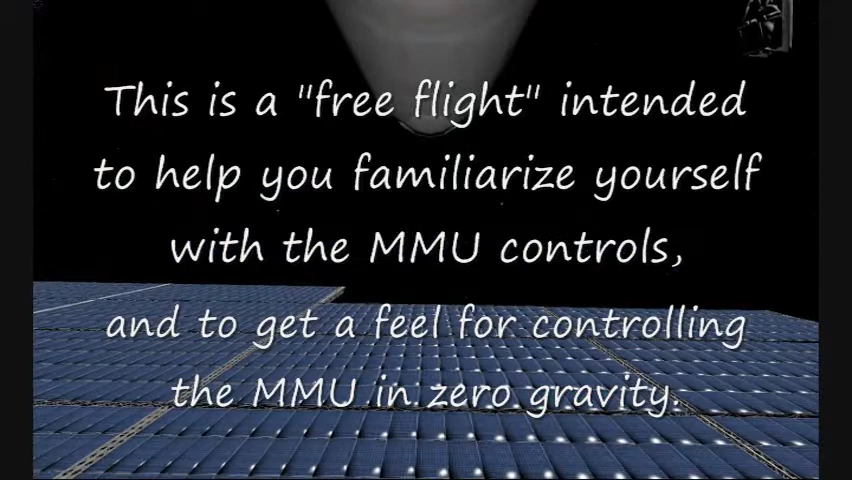 This is a "free flight" intended
to help you familiarize yourself
with the MMU controls,
and to get a feel for controlling
the MMU in zero gravity.